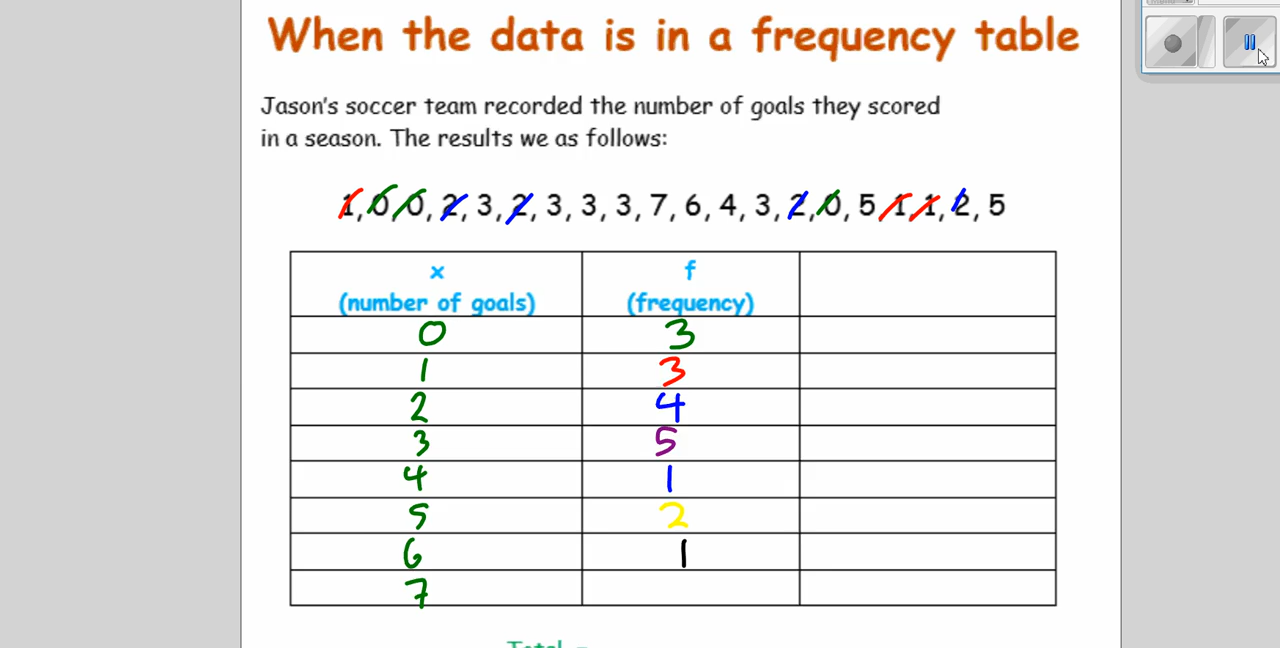 When the data is in a frequency table
Jason's soccer team recorded the number of goals they scored
in a season. The results we as follows:
1, 0, 0, 2, 3, 2, 3, 3, 3, 7, 6, 4, 3, 2, 0, 5 1, 1, 2, 5
x f
(number of goals) (frequency)
0 3
1 3
2 4
3 5
4 1
5 2
6 1
7
Total =